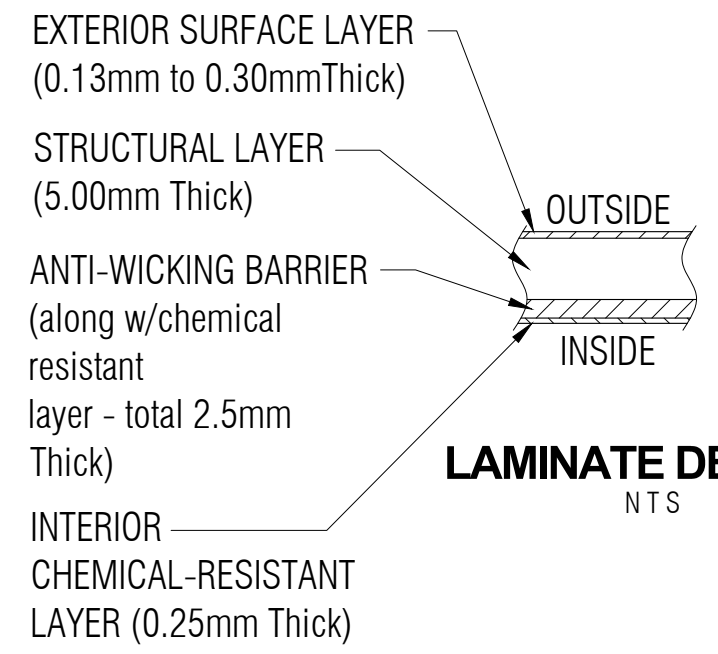 EXTERIOR SURFACE LAYER
(0.13mm to 0.30mmThick)
STRUCTURAL LAYER
(5.00mm Thick)
OUTSIDE
ANTI-WICKING BARRIER
(along w/chemical
resistant
layer - total 2.5mm
Thick)
INSIDE
LAMINATE
NTS
INTERIOR
CHEMICAL-RESISTANT
LAYER (0.25mm Thick)